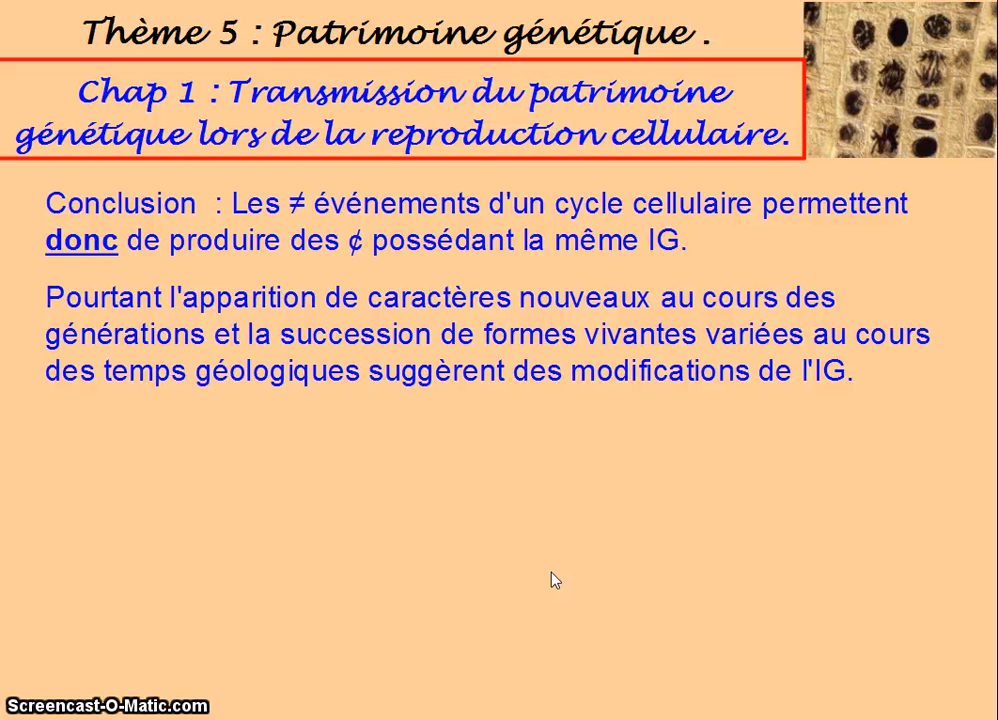 Thème 5 : Patrimoine génétique .
Chap 1 : Transmission du patrimoine
génétique lors de la reproduction cellulaire.
Conclusion : Les ≠ événements d'un cycle cellulaire permettent
donc de produire des ¢ possédant la même IG.
Pourtant l'apparition de caractères nouveaux au cours des
générations et la succession de formes vivantes variées au cours
des temps géologiques suggèrent des modifications de l'IG.
Screencast-O-Matic.com